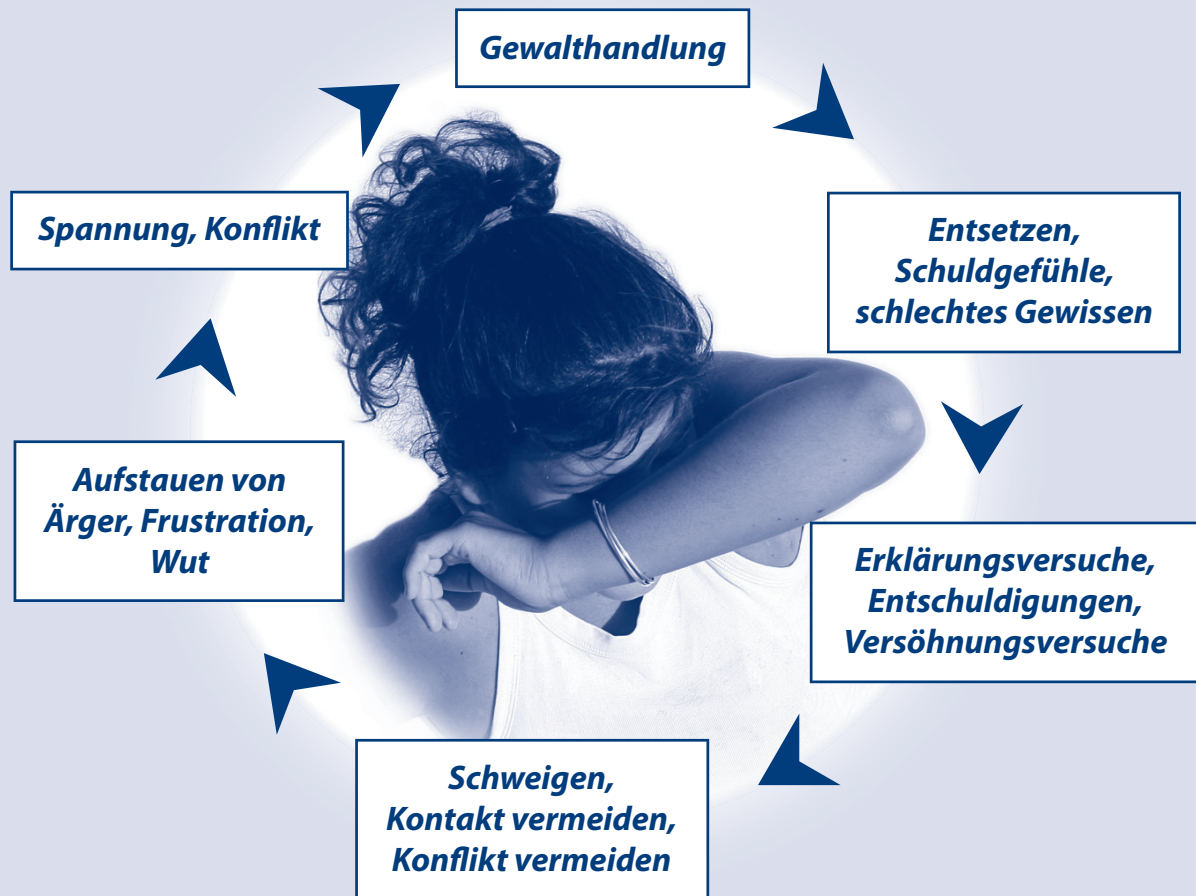 Gewalthandlung
Entsetzen,
Schuldgefühle,
schlechtes Gewissen
Erklärungsversuche,
Entschuldigungen,
Versöhnungsversuche
Schweigen,
Kontakt vermeiden,
Konflikt vermeiden
Aufstauen von
Ärger, Frustration,
Wut
Spannung, Konflikt